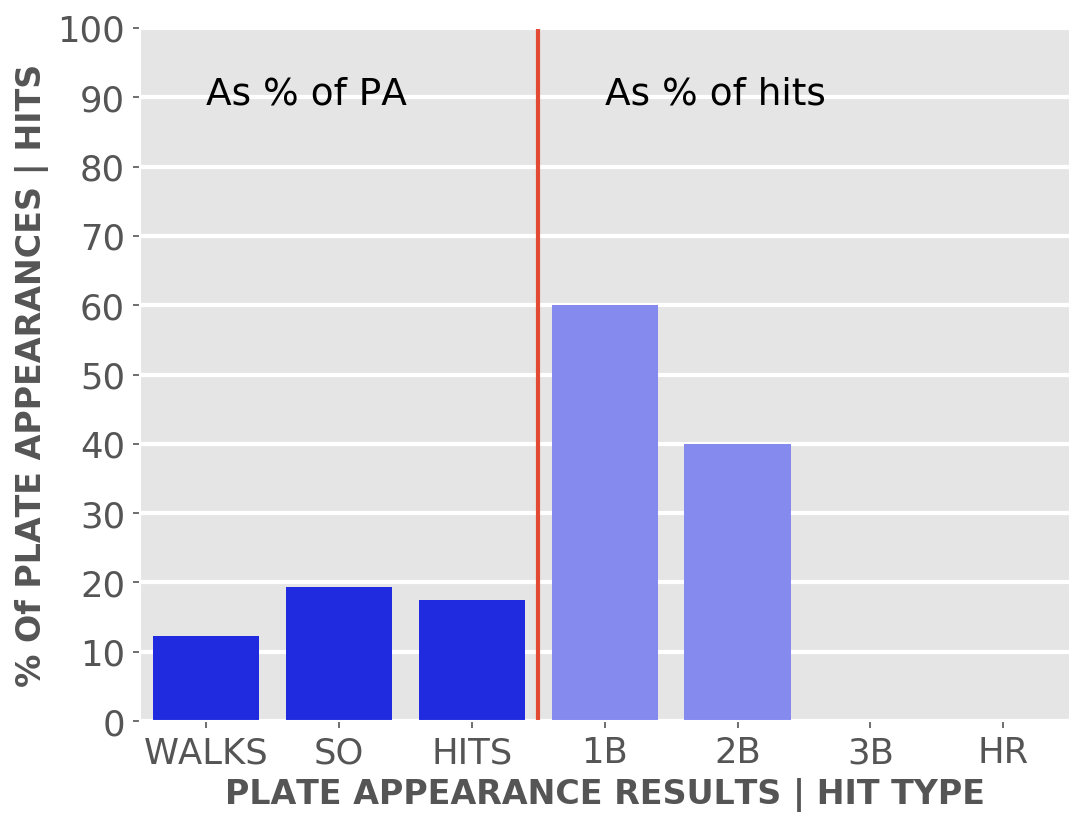 % Of PLATE APPEARANCES | HITS
100
90
80
70
60
50
40
30
20
10
0
As % of PA
As % of hits
WALKS SO HITS 1B 2B 3B HR
PLATE APPEARANCE RESULTS | HIT TYPE